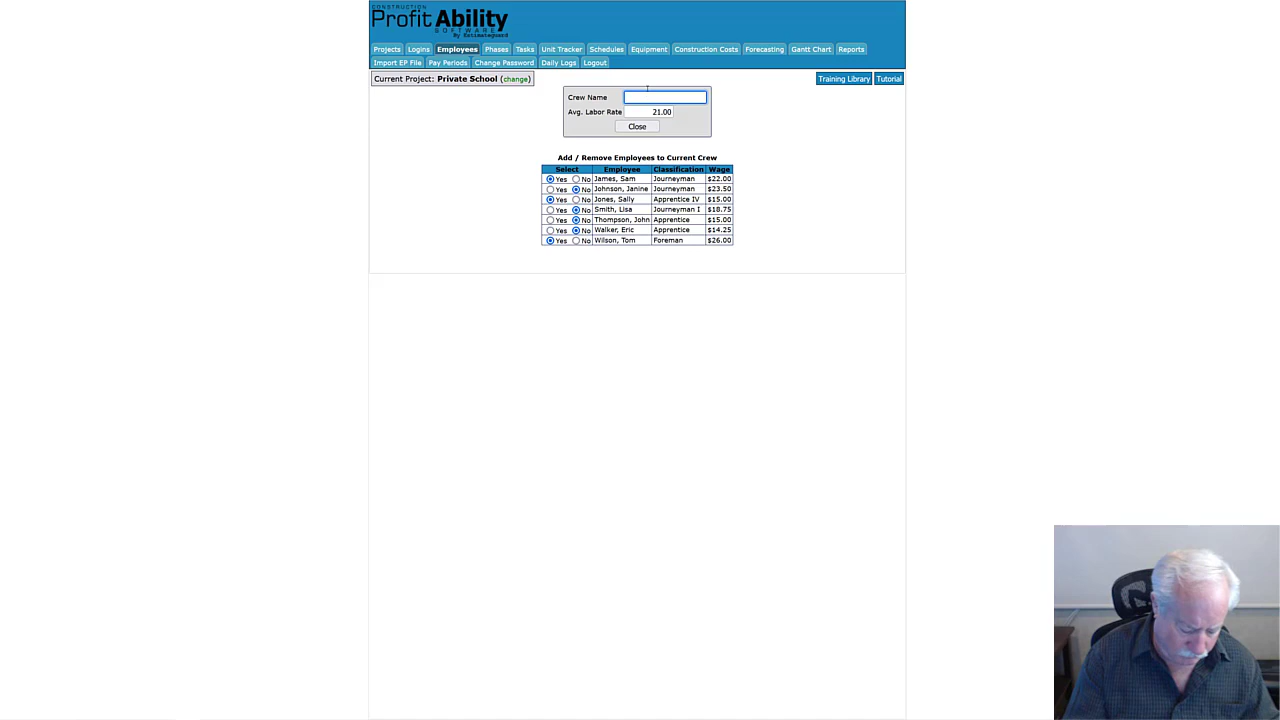 CONSTRUCTION
Profit Ability
SOFTWARE
By Estimateguard
Projects Logins Employees Phases Tasks Unit Tracker Schedules Equipment Construction Costs Forecasting Gantt Chart Reports
Import EP File Pay Periods Change Password Daily Logs Logout
Current Project: Private School (change) Training Library Tutorial
Crew Name
Avg. Labor Rate 21.00
Close
Add / Remove Employees to Current Crew
Select Employee Classification Wage
Yes No James, Sam Journeyman $22.00
Yes No Johnson, Janine Journeyman $23.50
Yes No Jones, Sally Apprentice IV $15.00
Yes No Smith, Lisa Journeyman I $18.75
Yes No Thompson, John Apprentice $15.00
Yes No Walker, Eric Apprentice $14.25
Yes No Wilson, Tom Foreman $26.00